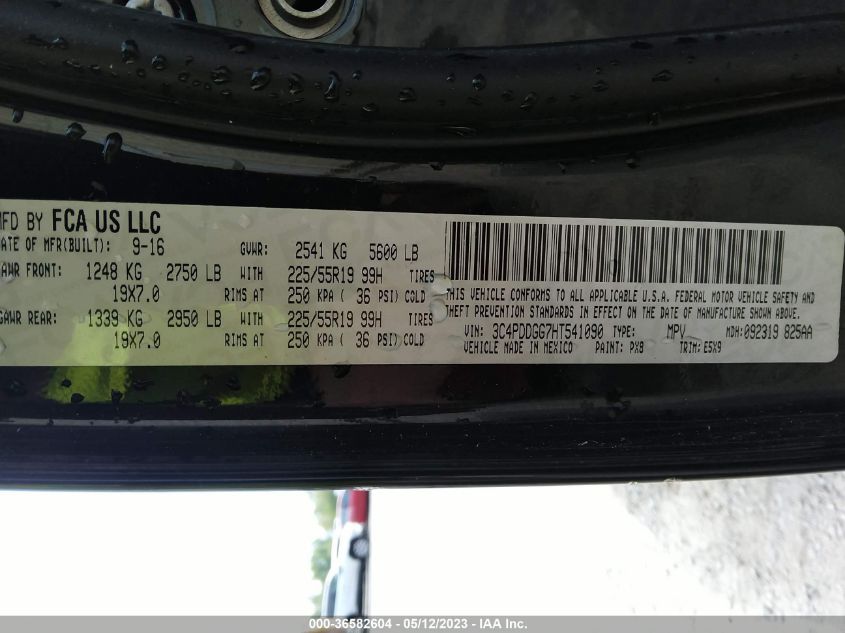 MFD BY FCA US LLC
DATE OF MFR(BUILT): 9-16 GVWR: 2541 KG 5600 LB
GAWR FRONT: 1248 KG 2750 LB WITH 225/55R19 99H TIRES
19X7.0 RIMS AT 250 KPA ( 36 PSI) COLD
GAWR REAR: 1339 KG 2950 LB WITH 225/55R19 99H TIRES
19X7.0 RIMS AT 250 KPA ( 36 PSI) COLD
THIS VEHICLE CONFORMS TO ALL APPLICABLE U.S.A. FEDERAL MOTOR VEHICLE SAFETY, BUMPER AND
THEFT PREVENTION STANDARDS IN EFFECT ON THE DATE OF MANUFACTURE SHOWN ABOVE.
VIN: 3C4PDDGG7HT541090 TYPE: MPV MDH: 092319 825AA
VEHICLE MADE IN MEXICO PAINT: PX8 TRIM: E5X9
000-36582604 - 05/12/2023 - IAA Inc.